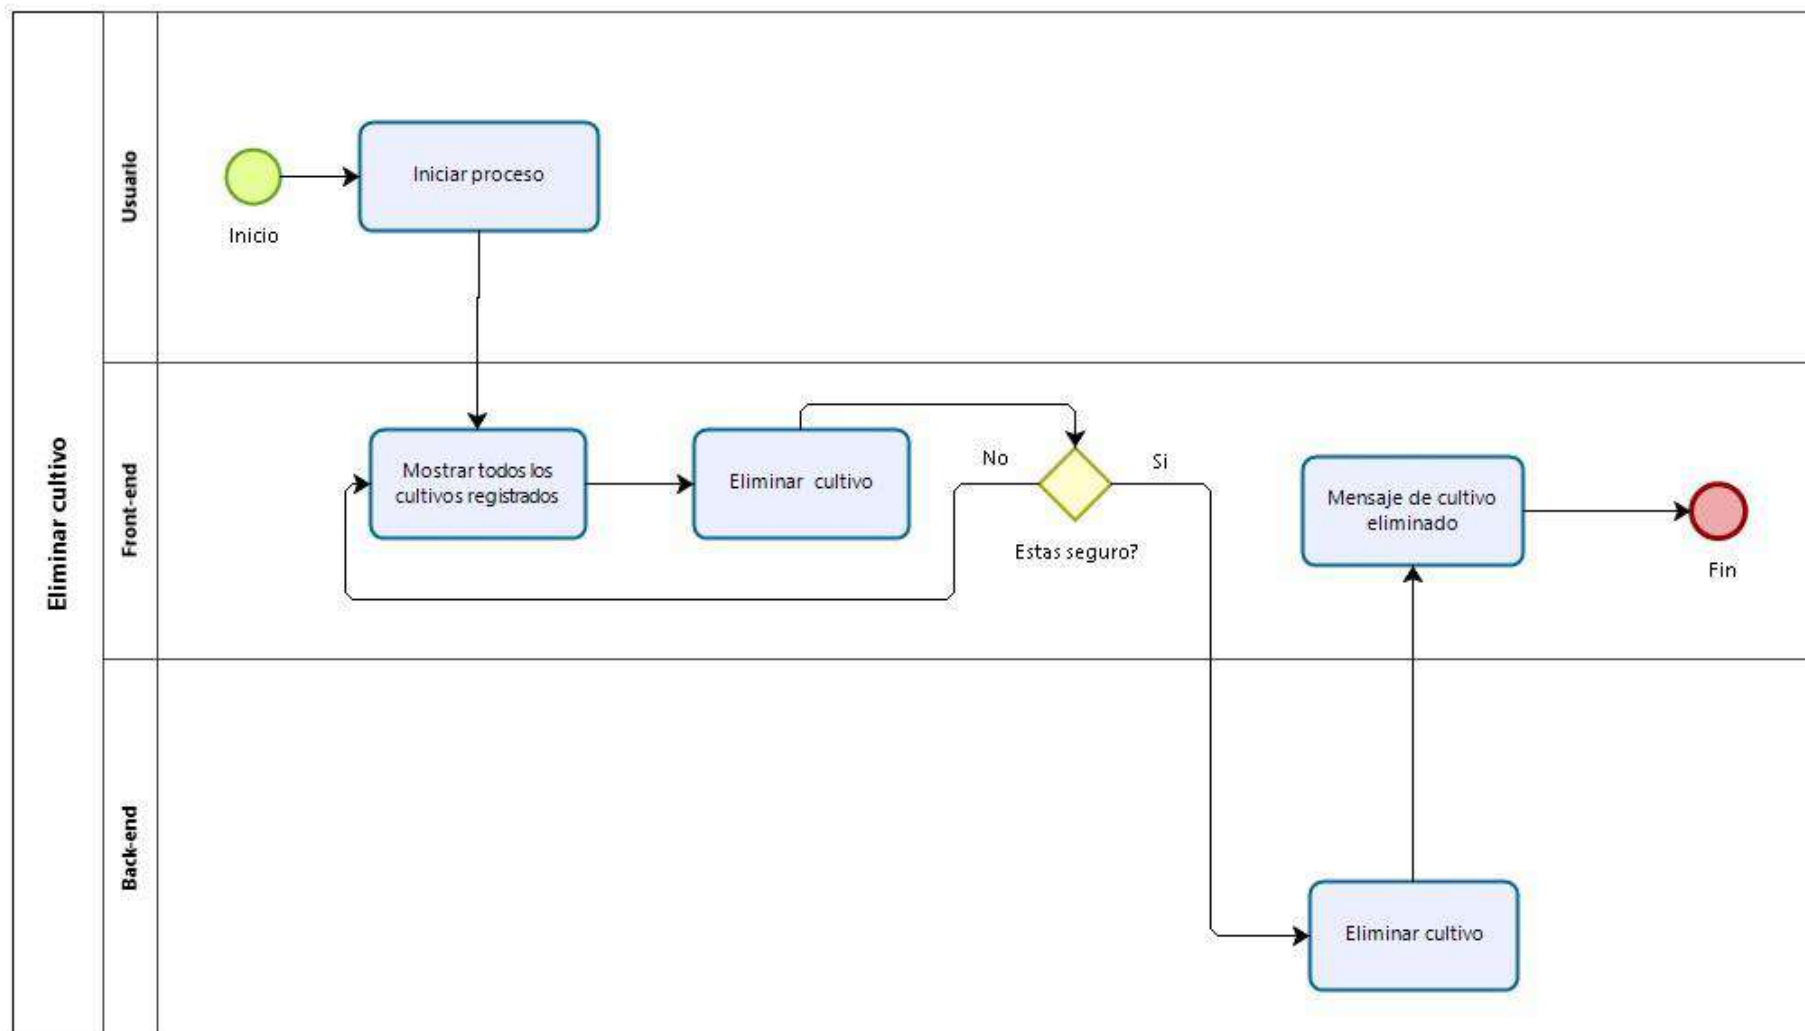 Eliminar cultivo
Usuario
Inicio
Iniciar proceso
Front-end
Mostrar todos los
cultivos registrados
Eliminar cultivo
No
Si
Estas seguro?
Mensaje de cultivo
eliminado
Fin
Back-end
Eliminar cultivo